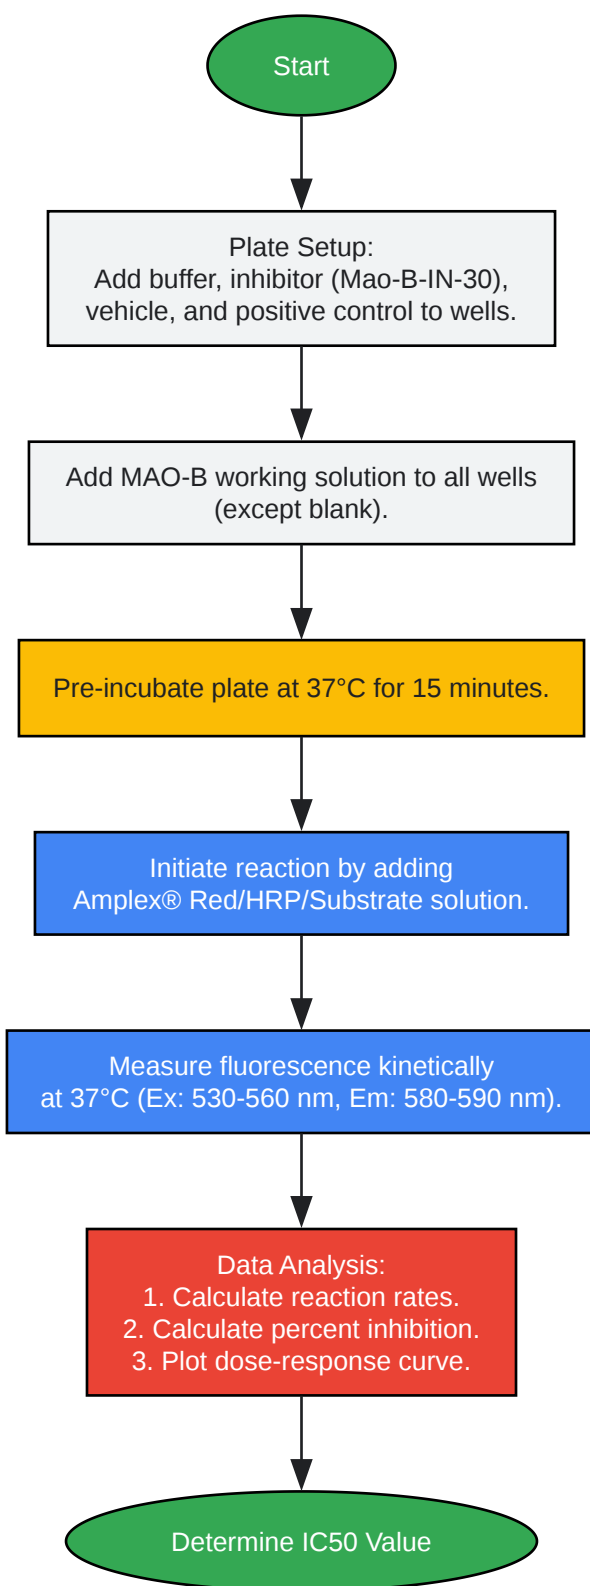 Start
Plate Setup:
Add buffer, inhibitor (Mao-B-IN-30),
vehicle, and positive control to wells.
Add MAO-B working solution to all wells
(except blank).
Pre-incubate plate at 37°C for 15 minutes.
Initiate reaction by adding
Amplex® Red/HRP/Substrate solution.
Measure fluorescence kinetically
at 37°C (Ex: 530-560 nm, Em: 580-590 nm).
Data Analysis:
1. Calculate reaction rates.
2. Calculate percent inhibition.
3. Plot dose-response curve.
Determine IC50 Value